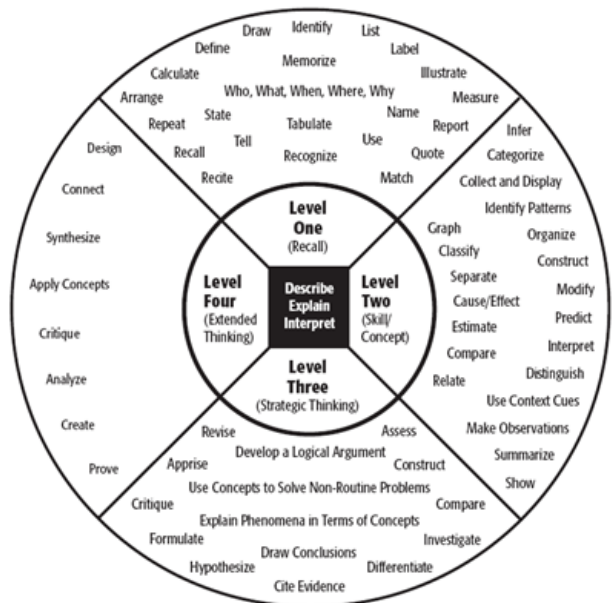 Draw
Identify
List
Define
Label
Memorize
Calculate
Illustrate
Who, What, When, Where, Why
Arrange
Measure
State
Name
Repeat
Tabulate
Report
Tell
Use
Recall
Recognize
Quote
Recite
Match
Infer
Categorize
Collect and Display
Identify Patterns
Graph
Organize
Classify
Construct
Separate
Modify
Cause/Effect
Predict
Estimate
Interpret
Compare
Distinguish
Relate
Use Context Cues
Make Observations
Summarize
Show
Level
One
(Recall)
Level
Two
(Skill/
Concept)
Level
Three
(Strategic Thinking)
Level
Four
(Extended
Thinking)
Describe
Explain
Interpret
Revise
Assess
Develop a Logical Argument
Apprise
Construct
Use Concepts to Solve Non-Routine Problems
Critique
Compare
Explain Phenomena in Terms of Concepts
Formulate
Investigate
Draw Conclusions
Hypothesize
Differentiate
Cite Evidence
Design
Connect
Synthesize
Apply Concepts
Critique
Analyze
Create
Prove